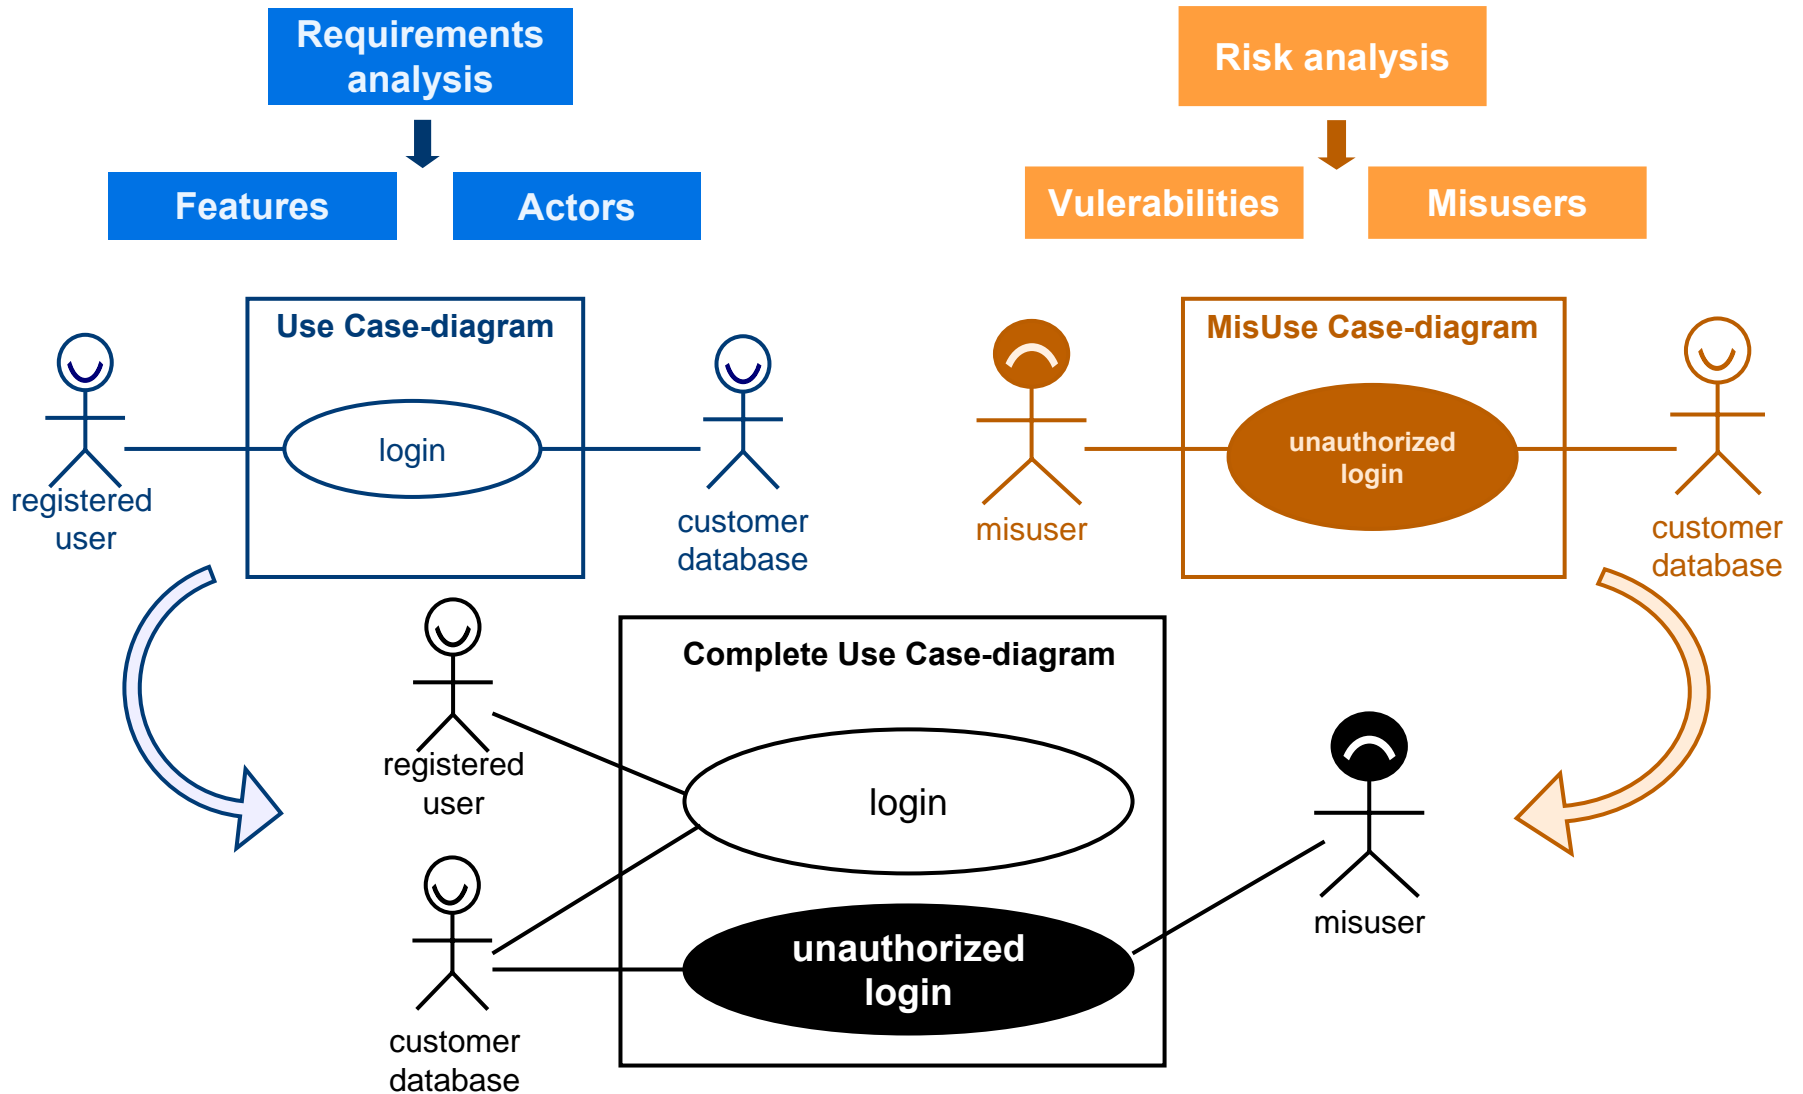 Requirements
analysis
Risk analysis
Features
Actors
Vulerabilities
Misusers
Use Case-diagram
login
registered
user
customer
database
MisUse Case-diagram
unauthorized
login
misuser
customer
database
Complete Use Case-diagram
registered
user
login
misuser
unauthorized
login
customer
database